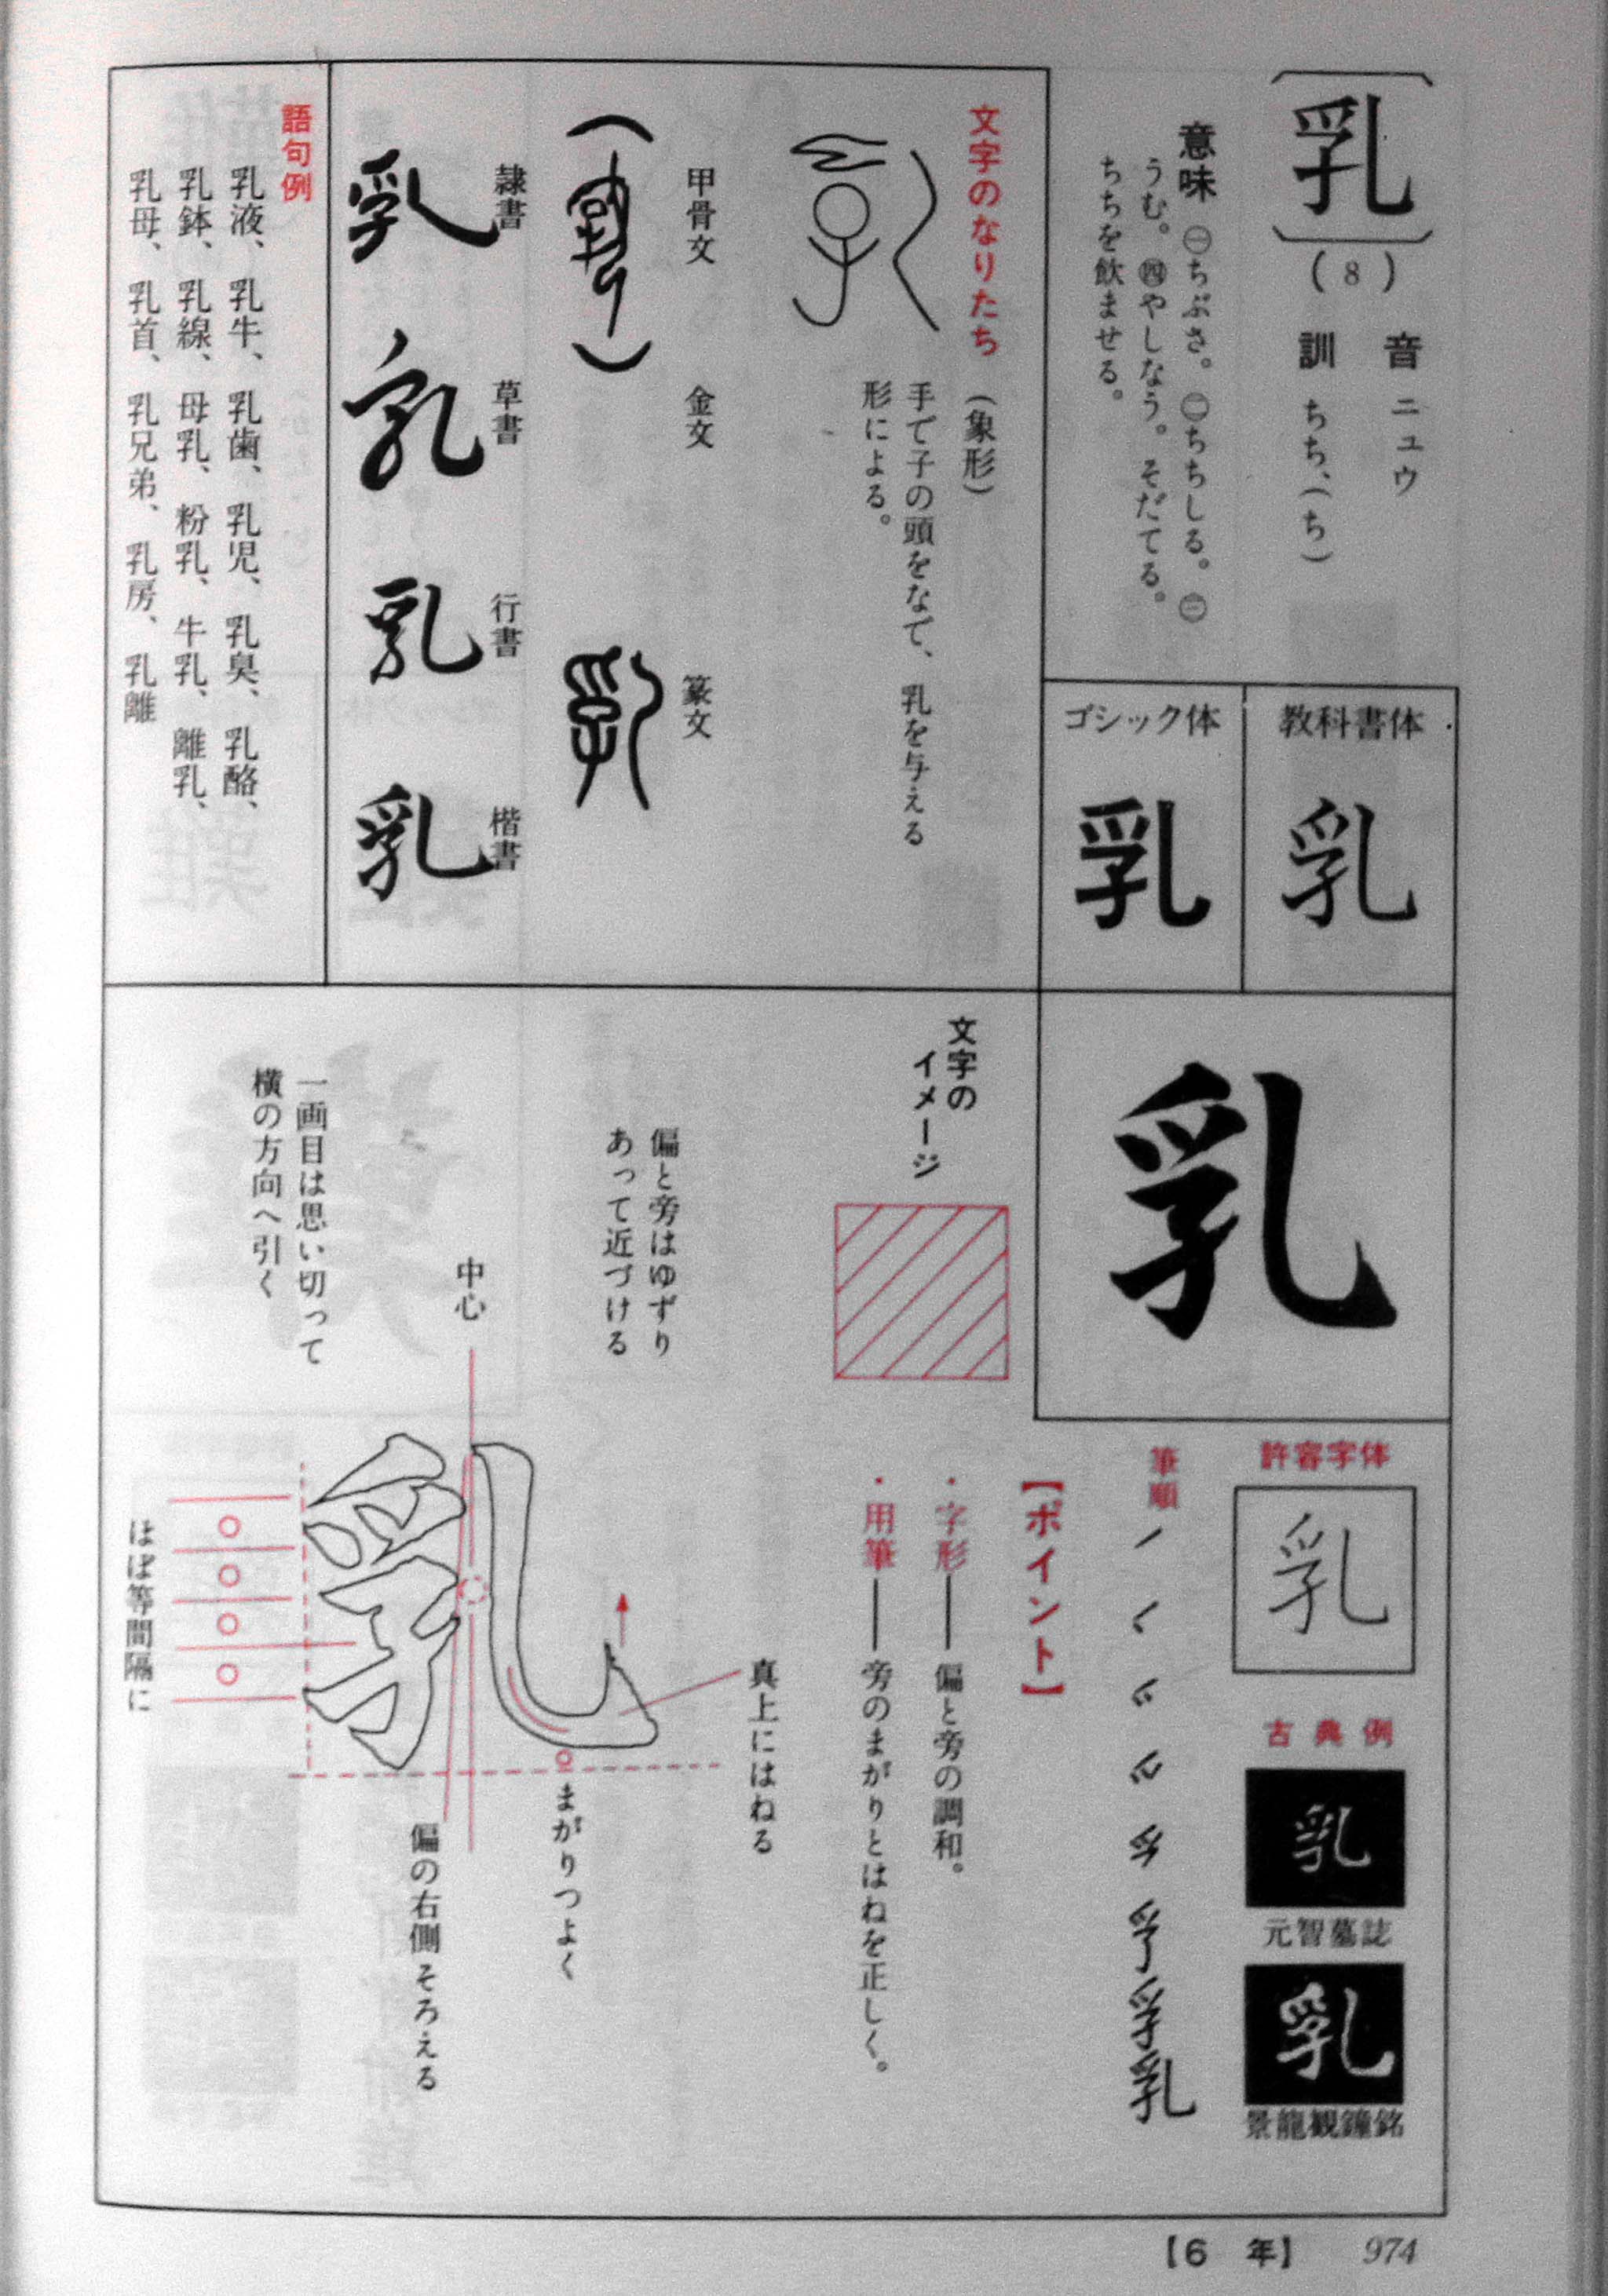 乳
(8)
音 ニュウ
訓 ちち、(ち)
意味 ㊀ちぶさ。㊁ちちしる。㊂
うむ。㊃やしなう。そだてる。
ちちを飲ませる。
教科書体
乳
ゴシック体
乳
文字のなりたち
(象形)
手で子の頭をなで、乳を与える
形による。
甲骨文
金文
篆文
隷書
乳
草書
乳
行書
乳
楷書
乳
語句例
乳液、乳牛、乳歯、乳児、乳臭、乳酪、
乳鉢、乳線、母乳、粉乳、牛乳、離乳、
乳母、乳首、乳兄弟、乳房、乳離
乳
許容字体
乳
古典例
乳
元智墓誌
乳
景龍観鐘銘
筆順
乳
【ポイント】
・字形――偏と旁の調和。
・用筆――旁のまがりとはねを正しく。
文字の
イメージ
偏と旁はゆずり
あって近づける
中心
一画目は思い切って
横の方向へ引く
真上にはねる
まがりつよく
偏の右側そろえる
ほぼ等間隔に
乳
【6 年】 974